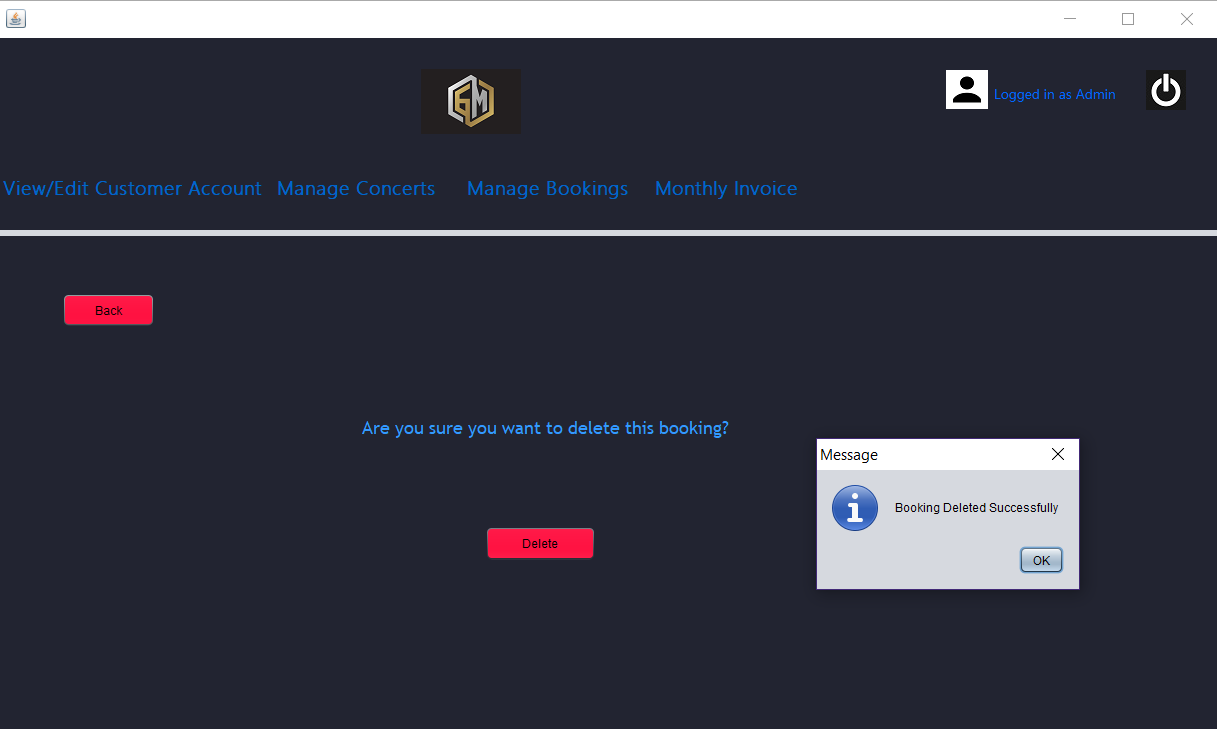 Logged in as Admin
View/Edit Customer Account Manage Concerts Manage Bookings Monthly Invoice
Back
Are you sure you want to delete this booking?
Message
Booking Deleted Successfully
Delete
OK